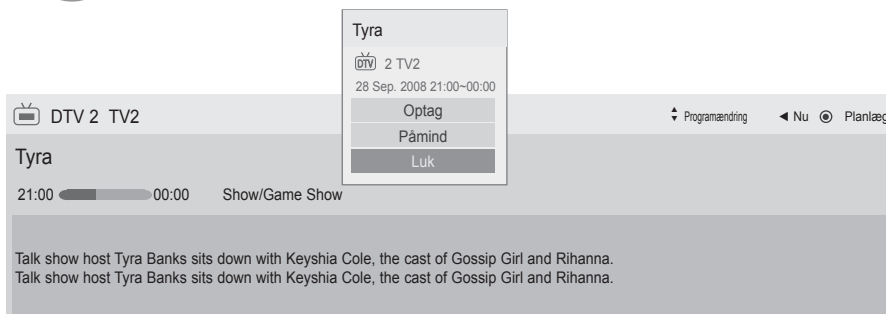 Tyra
DTV 2 TV2
28 Sep. 2008 21:00~00:00
Optag
Påmind
Luk
DTV 2 TV2
Programændring ◄ Nu ◉ Planlæg
Tyra
21:00 00:00 Show/Game Show
Talk show host Tyra Banks sits down with Keyshia Cole, the cast of Gossip Girl and Rihanna.
Talk show host Tyra Banks sits down with Keyshia Cole, the cast of Gossip Girl and Rihanna.